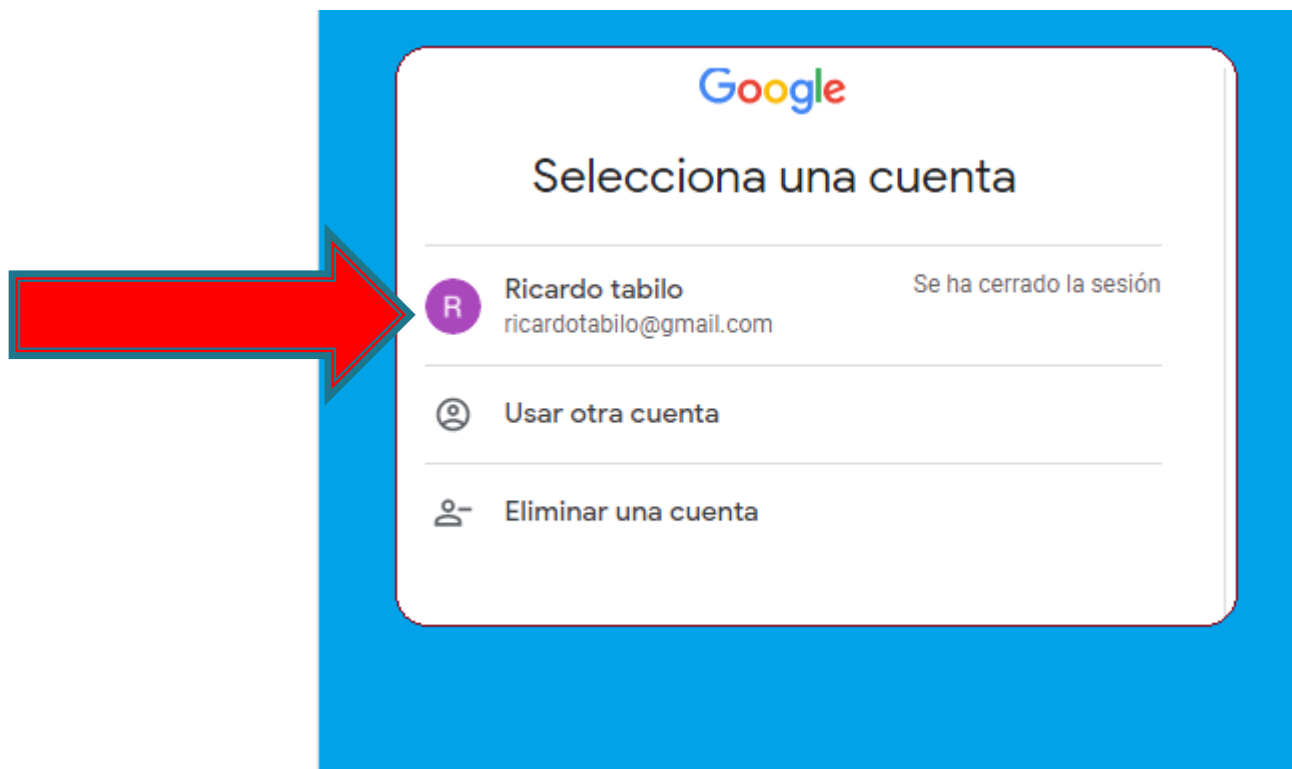 Google
Selecciona una cuenta
R
Ricardo tabilo
Se ha cerrado la sesión
ricardotabilo@gmail.com
Usar otra cuenta
Eliminar una cuenta